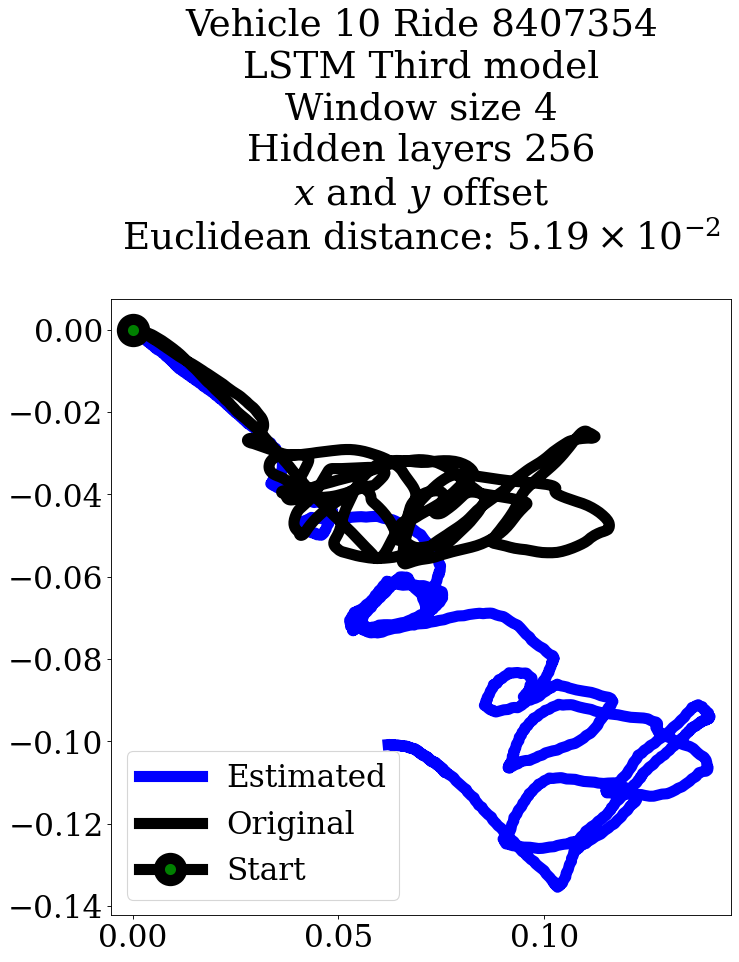 Vehicle 10 Ride 8407354
LSTM Third model
Window size 4
Hidden layers 256
x and y offset
Euclidean distance: 5.19 × 10⁻²
0.00
−0.02
−0.04
−0.06
−0.08
−0.10
−0.12
−0.14
Estimated
Original
Start
0.00 0.05 0.10